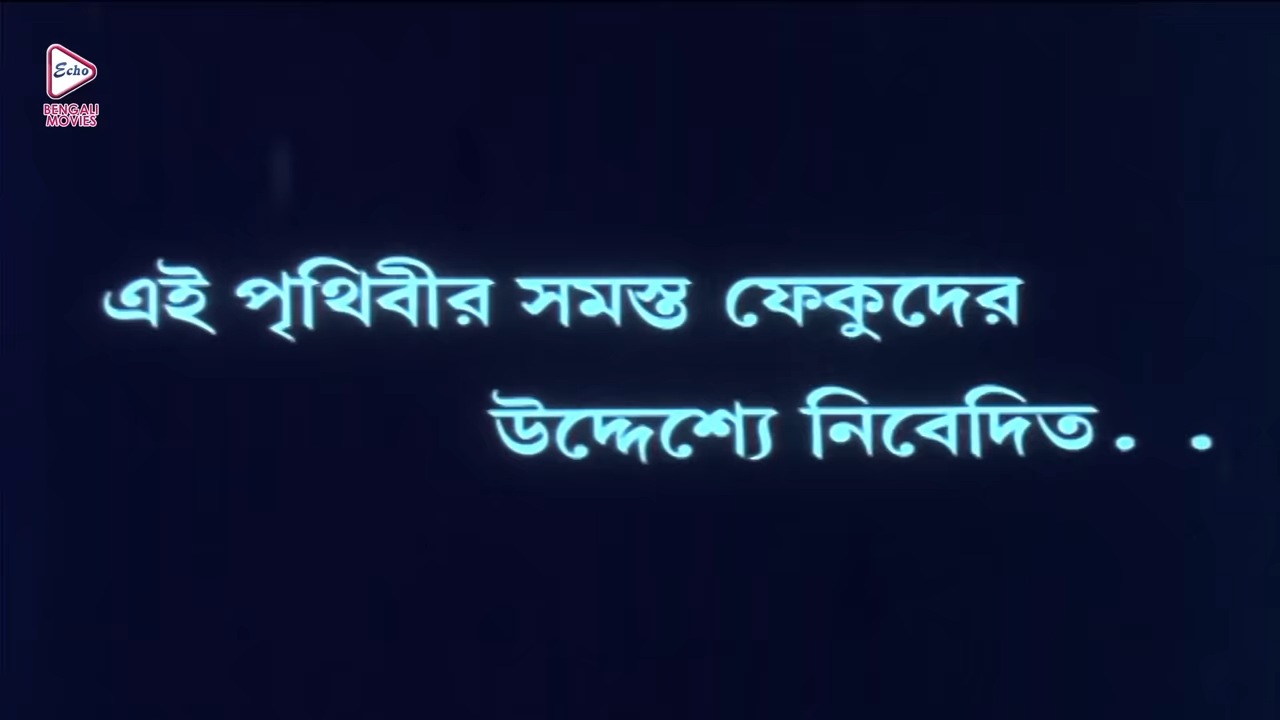 Echo
BENGALI
MOVIES
এই পৃথিবীর সমস্ত ফেকুদের
উদ্দেশ্যে নিবেদিত. .